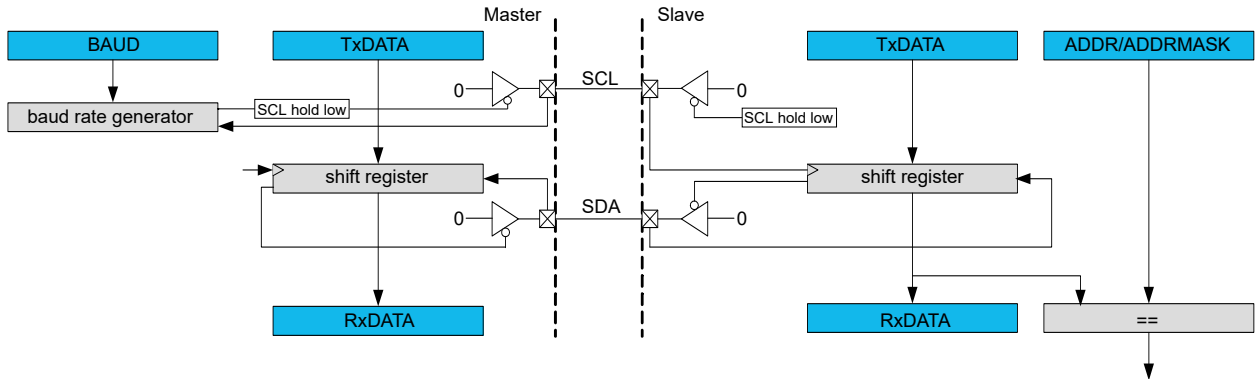 Master Slave
BAUD TxDATA TxDATA ADDR/ADDRMASK
0 SCL 0
baud rate generator SCL hold low SCL hold low
shift register shift register
0 SDA 0
RxDATA RxDATA ==